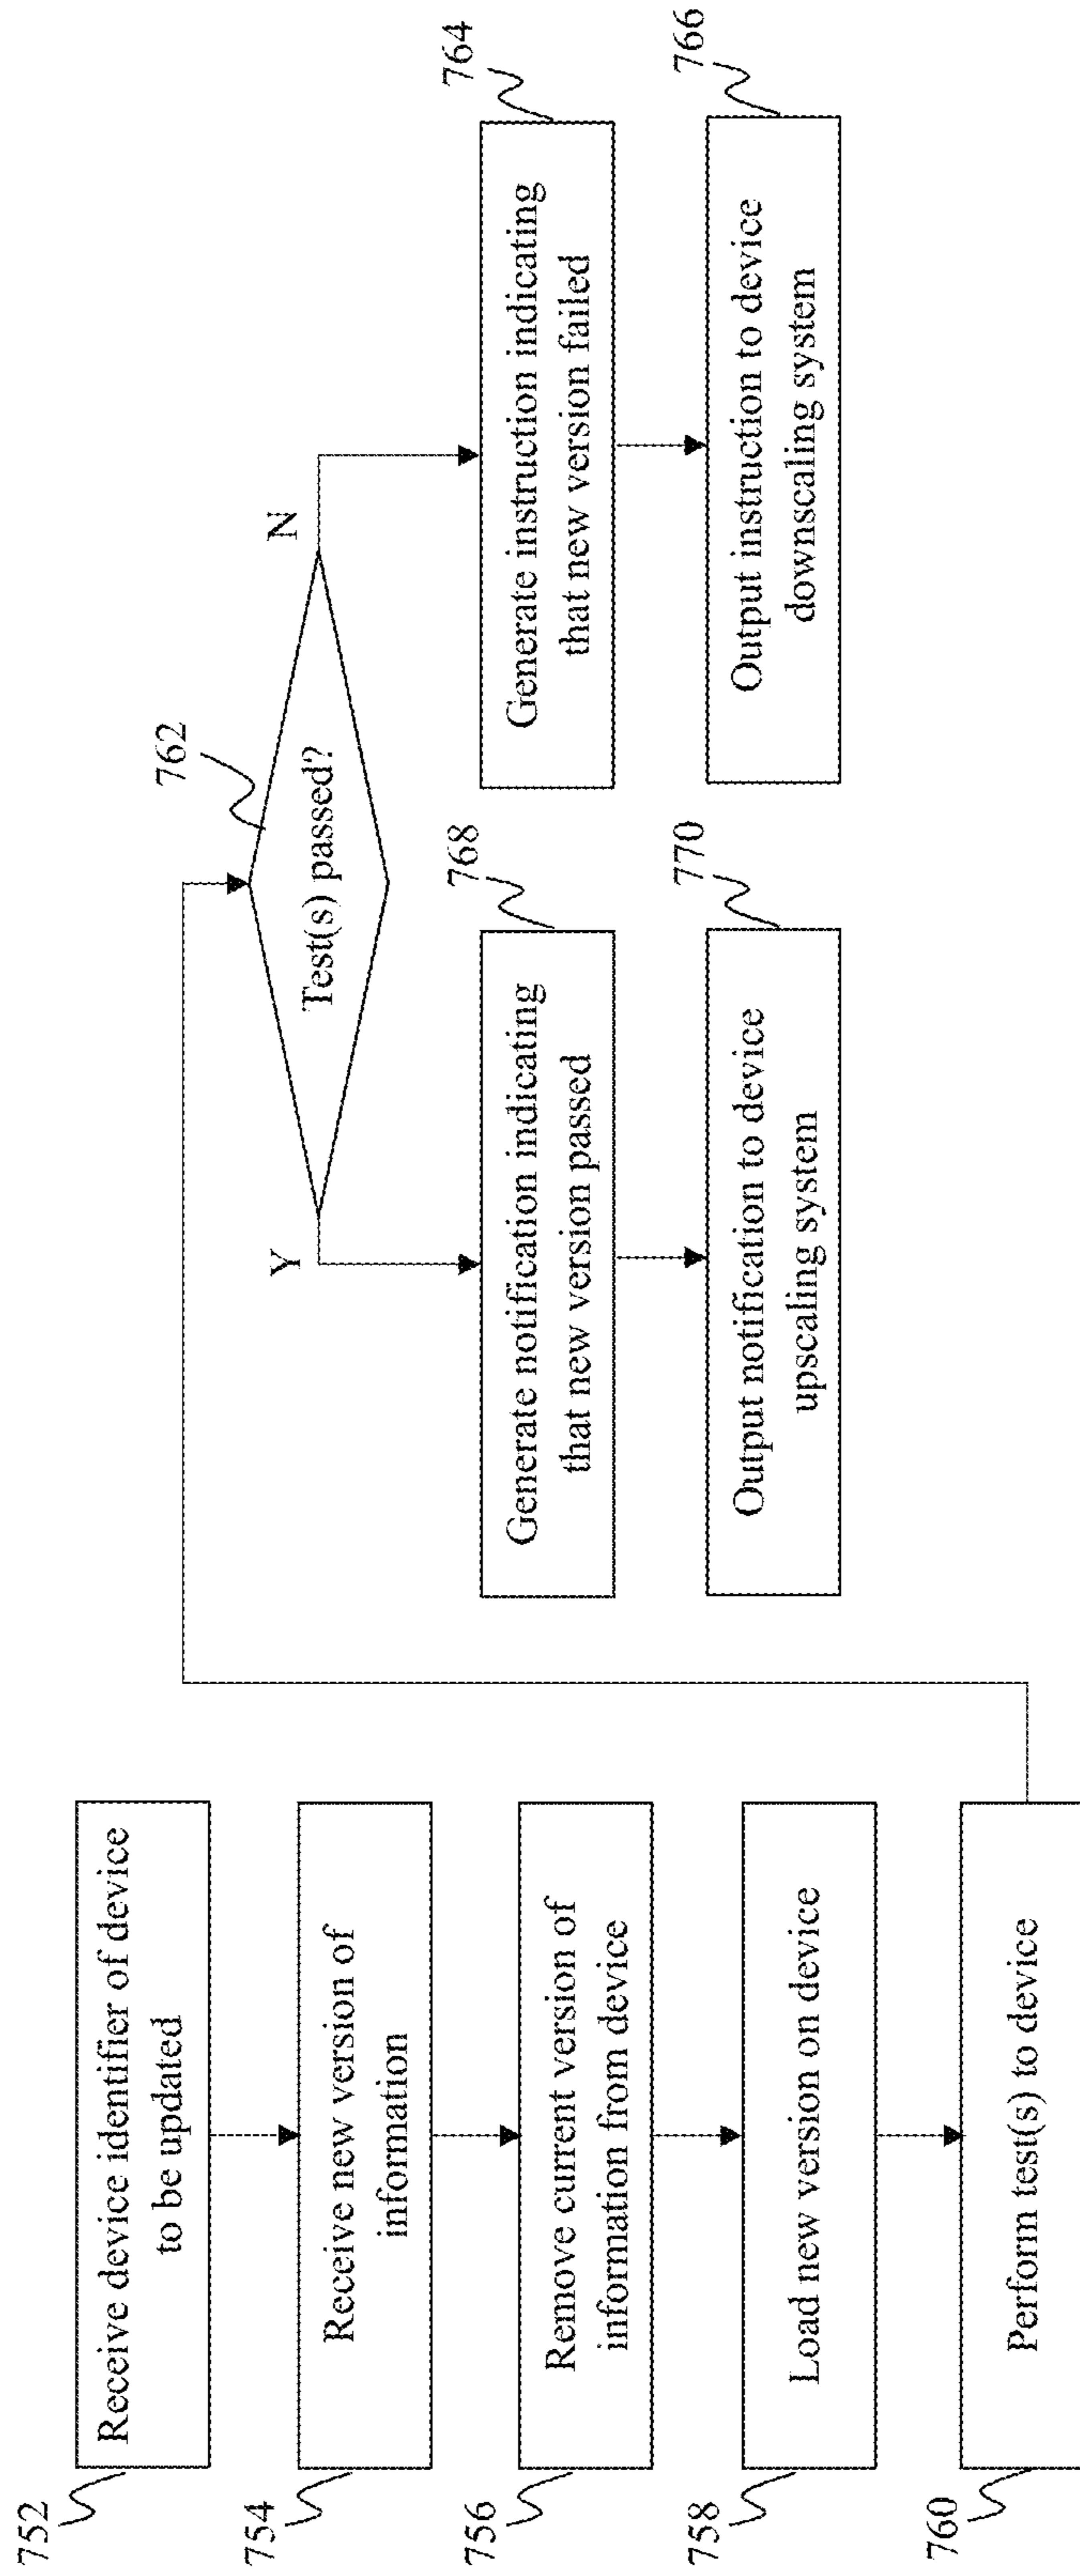 752
Receive device identifier of device
to be updated
754
Receive new version of
information
756
Remove current version of
information from device
758
Load new version on device
760
Perform test(s) to device
762
Test(s) passed?
Y
N
768
Generate notification indicating
that new version passed
770
Output notification to device
upscaling system
764
Generate instruction indicating
that new version failed
766
Output instruction to device
downscaling system